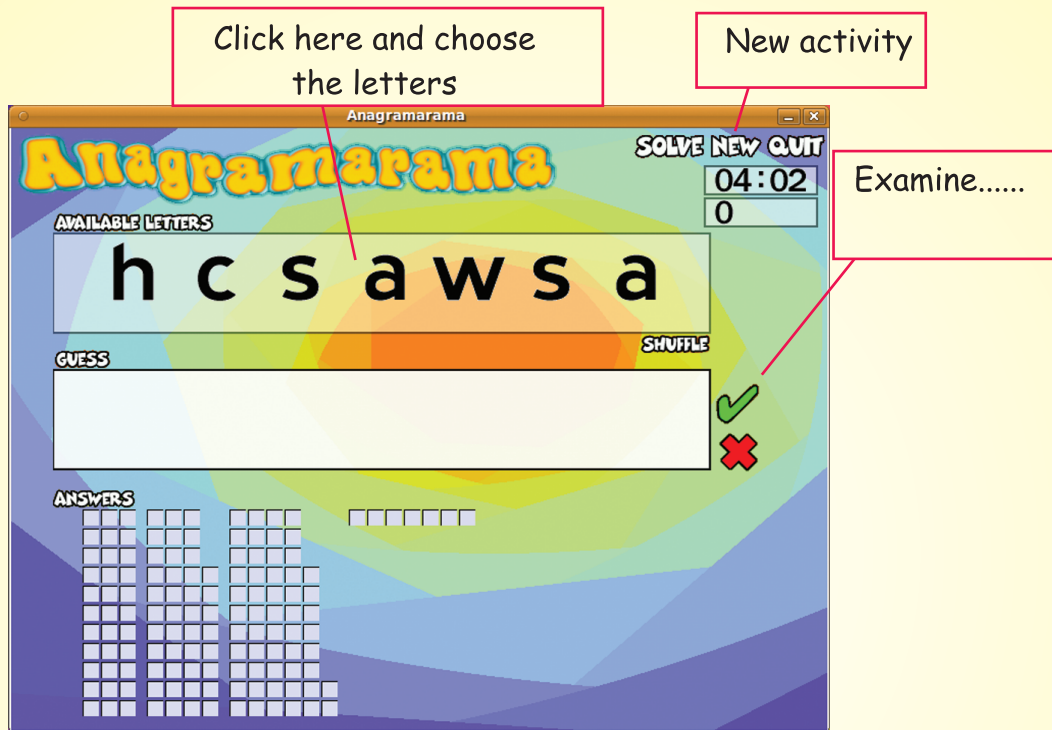 Click here and choose
the letters
New activity
Anagramarama
Anagramarama
SOLVE NEW QUIT
04:02
0
Examine......
AVAILABLE LETTERS
h c s a w s a
SHUFFLE
GUESS
ANSWERS